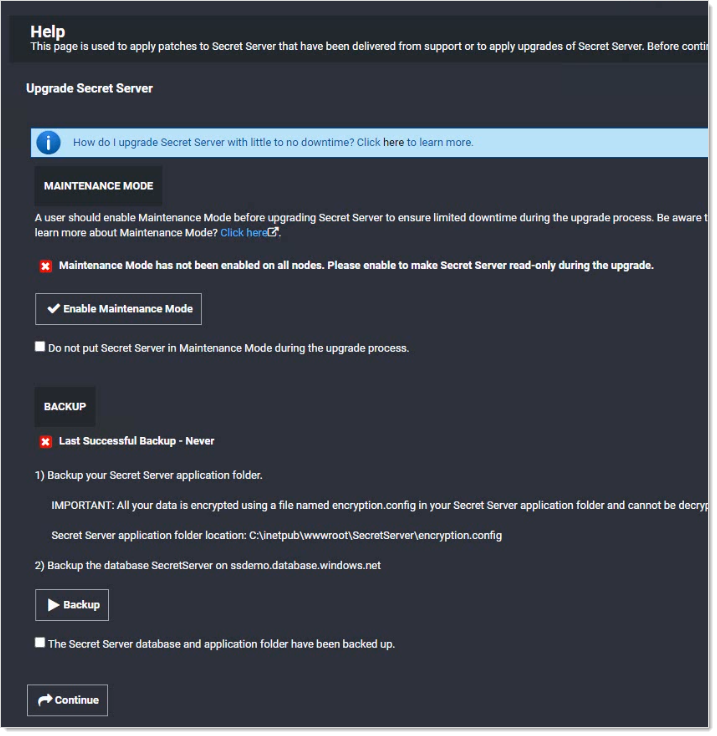 Help
This page is used to apply patches to Secret Server that have been delivered from support or to apply upgrades of Secret Server. Before
Upgrade Secret Server
How do I upgrade Secret Server with little to no downtime? Click here to learn more.
MAINTENANCE MODE
A user should enable Maintenance Mode before upgrading Secret Server to ensure limited downtime during the upgrade process. Be aware
learn more about Maintenance Mode? Click here.
Maintenance Mode has not been enabled on all nodes. Please enable to make Secret Server read-only during the upgrade.
Enable Maintenance Mode
Do not put Secret Server in Maintenance Mode during the upgrade process.
BACKUP
Last Successful Backup - Never
1) Backup your Secret Server application folder.
IMPORTANT: All your data is encrypted using a file named encryption.config in your Secret Server application folder and cannot be
Secret Server application folder location: C:\inetpub\wwwroot\SecretServer\encryption.config
2) Backup the database SecretServer on ssdemo.database.windows.net
Backup
The Secret Server database and application folder have been backed up.
Continue